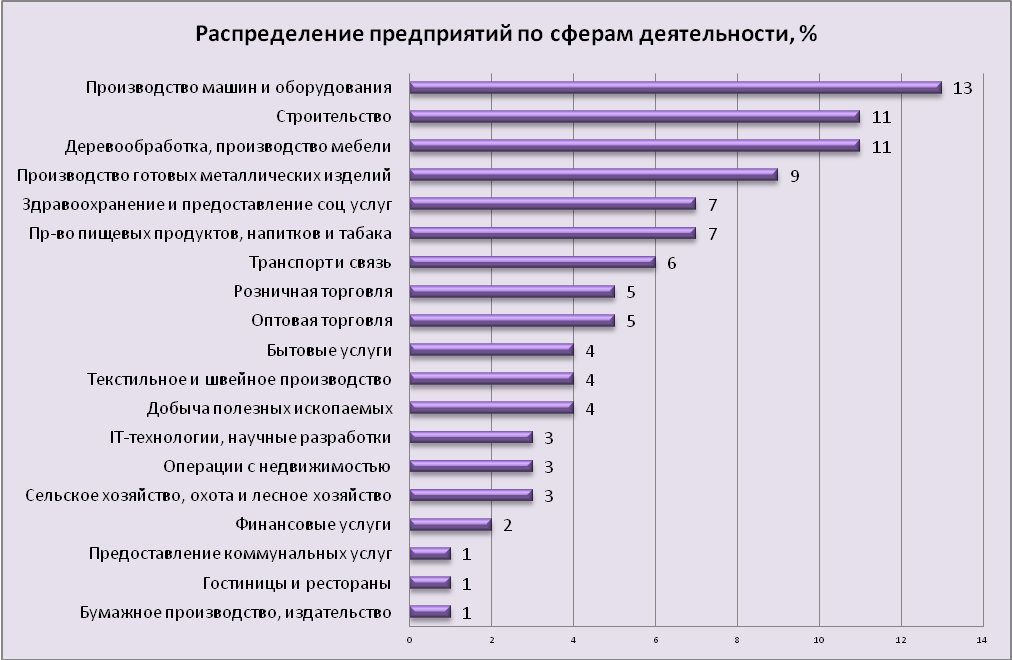 Распределение предприятий по сферам деятельности, %
Производство машин и оборудования 13
Строительство 11
Деревообработка, производство мебели 11
Производство готовых металлических изделий 9
Здравоохранение и предоставление соц услуг 7
Пр-во пищевых продуктов, напитков и табака 7
Транспорт и связь 6
Розничная торговля 5
Оптовая торговля 5
Бытовые услуги 4
Текстильное и швейное производство 4
Добыча полезных ископаемых 4
IT-технологии, научные разработки 3
Операции с недвижимостью 3
Сельское хозяйство, охота и лесное хозяйство 3
Финансовые услуги 2
Предоставление коммунальных услуг 1
Гостиницы и рестораны 1
Бумажное производство, издательство 1
0 2 4 6 8 10 12 14